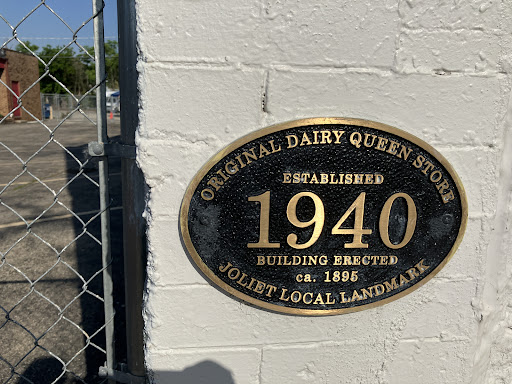 ORIGINAL DAIRY QUEEN STORE
ESTABLISHED
1940
BUILDING ERECTED
ca. 1895
JOLIET LOCAL LANDMARK